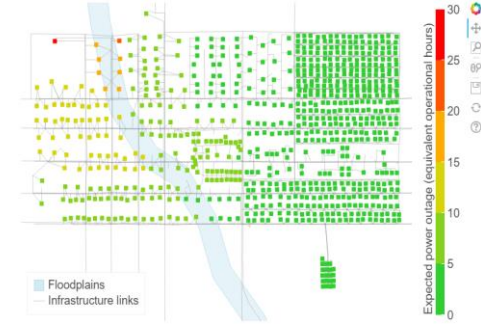 30
25
20
15
10
5
0
Expected power outage (equivalent operational hours)
Floodplains
Infrastructure links